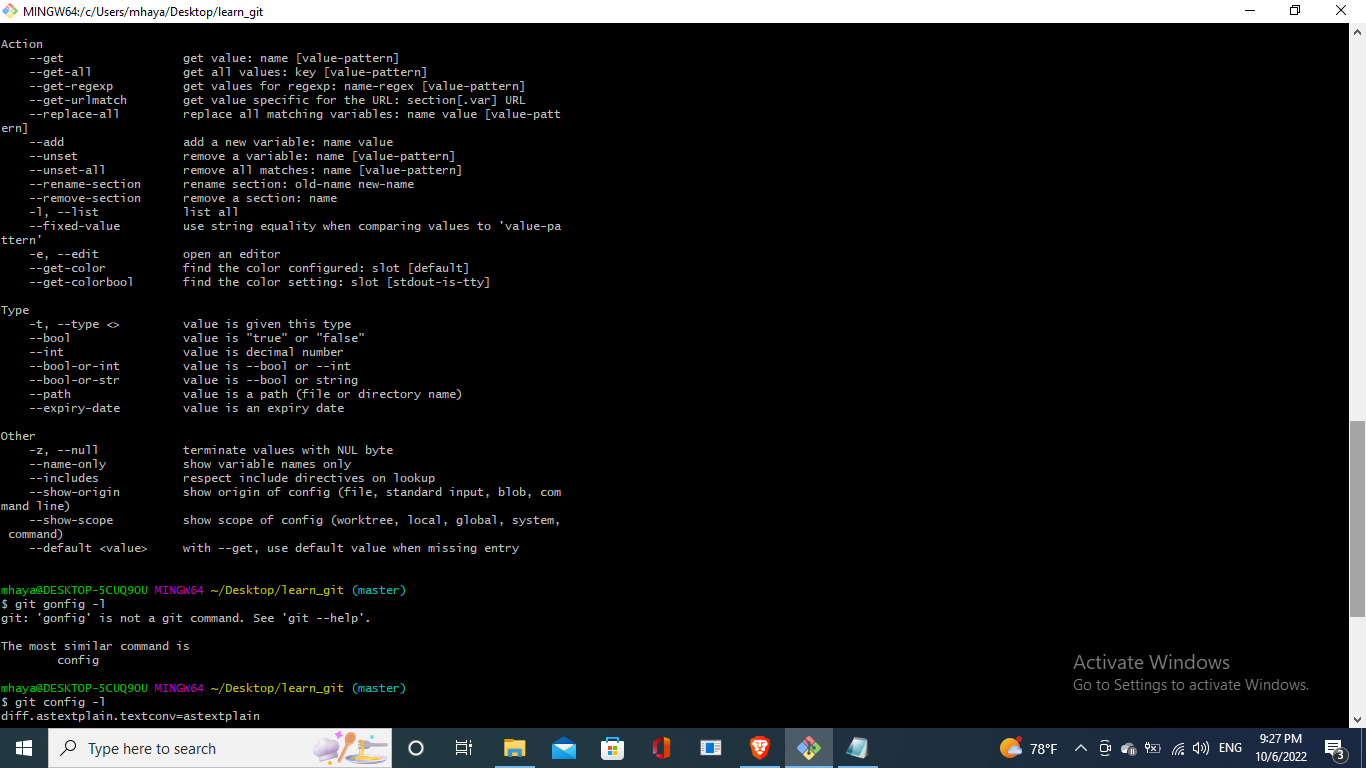 MINGW64:/c/Users/mhaya/Desktop/learn_git
Action
--get get value: name [value-pattern]
--get-all get all values: key [value-pattern]
--get-regexp get values for regexp: name-regex [value-pattern]
--get-urlmatch get value specific for the URL: section[.var] URL
--replace-all replace all matching variables: name value [value-patt
ern]
--add add a new variable: name value
--unset remove a variable: name [value-pattern]
--unset-all remove all matches: name [value-pattern]
--rename-section rename section: old-name new-name
--remove-section remove a section: name
-l, --list list all
--fixed-value use string equality when comparing values to 'value-pa
ttern'
-e, --edit open an editor
--get-color find the color configured: slot [default]
--get-colorbool find the color setting: slot [stdout-is-tty]
Type
-t, --type <> value is given this type
--bool value is "true" or "false"
--int value is decimal number
--bool-or-int value is --bool or --int
--bool-or-str value is --bool or string
--path value is a path (file or directory name)
--expiry-date value is an expiry date
Other
-z, --null terminate values with NUL byte
--name-only show variable names only
--includes respect include directives on lookup
--show-origin show origin of config (file, standard input, blob, com
mand line)
--show-scope show scope of config (worktree, local, global, system,
command)
--default <value> with --get, use default value when missing entry
mhaya@DESKTOP-5CUQ9OU MINGW64 ~/Desktop/learn_git (master)
$ git gonfig -l
git: 'gonfig' is not a git command. See 'git --help'.
The most similar command is
config
mhaya@DESKTOP-5CUQ9OU MINGW64 ~/Desktop/learn_git (master)
$ git config -l
diff.astextplain.textconv=astextplain
Activate Windows
Go to Settings to activate Windows.
Type here to search
78°F
ENG
9:27 PM
10/6/2022
3